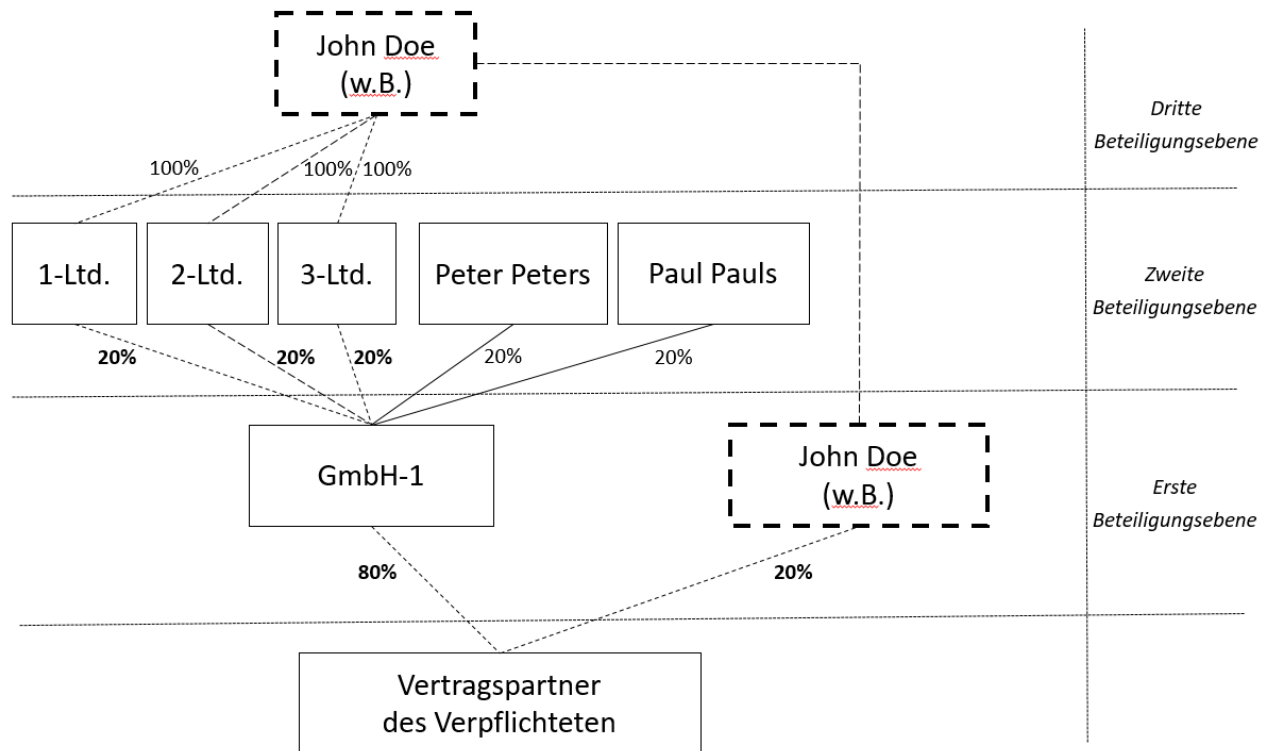 John Doe
(w.B.)
Dritte
Beteiligungsebene
100%
100%
100%
1-Ltd.
2-Ltd.
3-Ltd.
Peter Peters
Paul Pauls
Zweite
Beteiligungsebene
20%
20%
20%
20%
20%
GmbH-1
John Doe
(w.B.)
Erste
Beteiligungsebene
80%
20%
Vertragspartner
des Verpflichteten